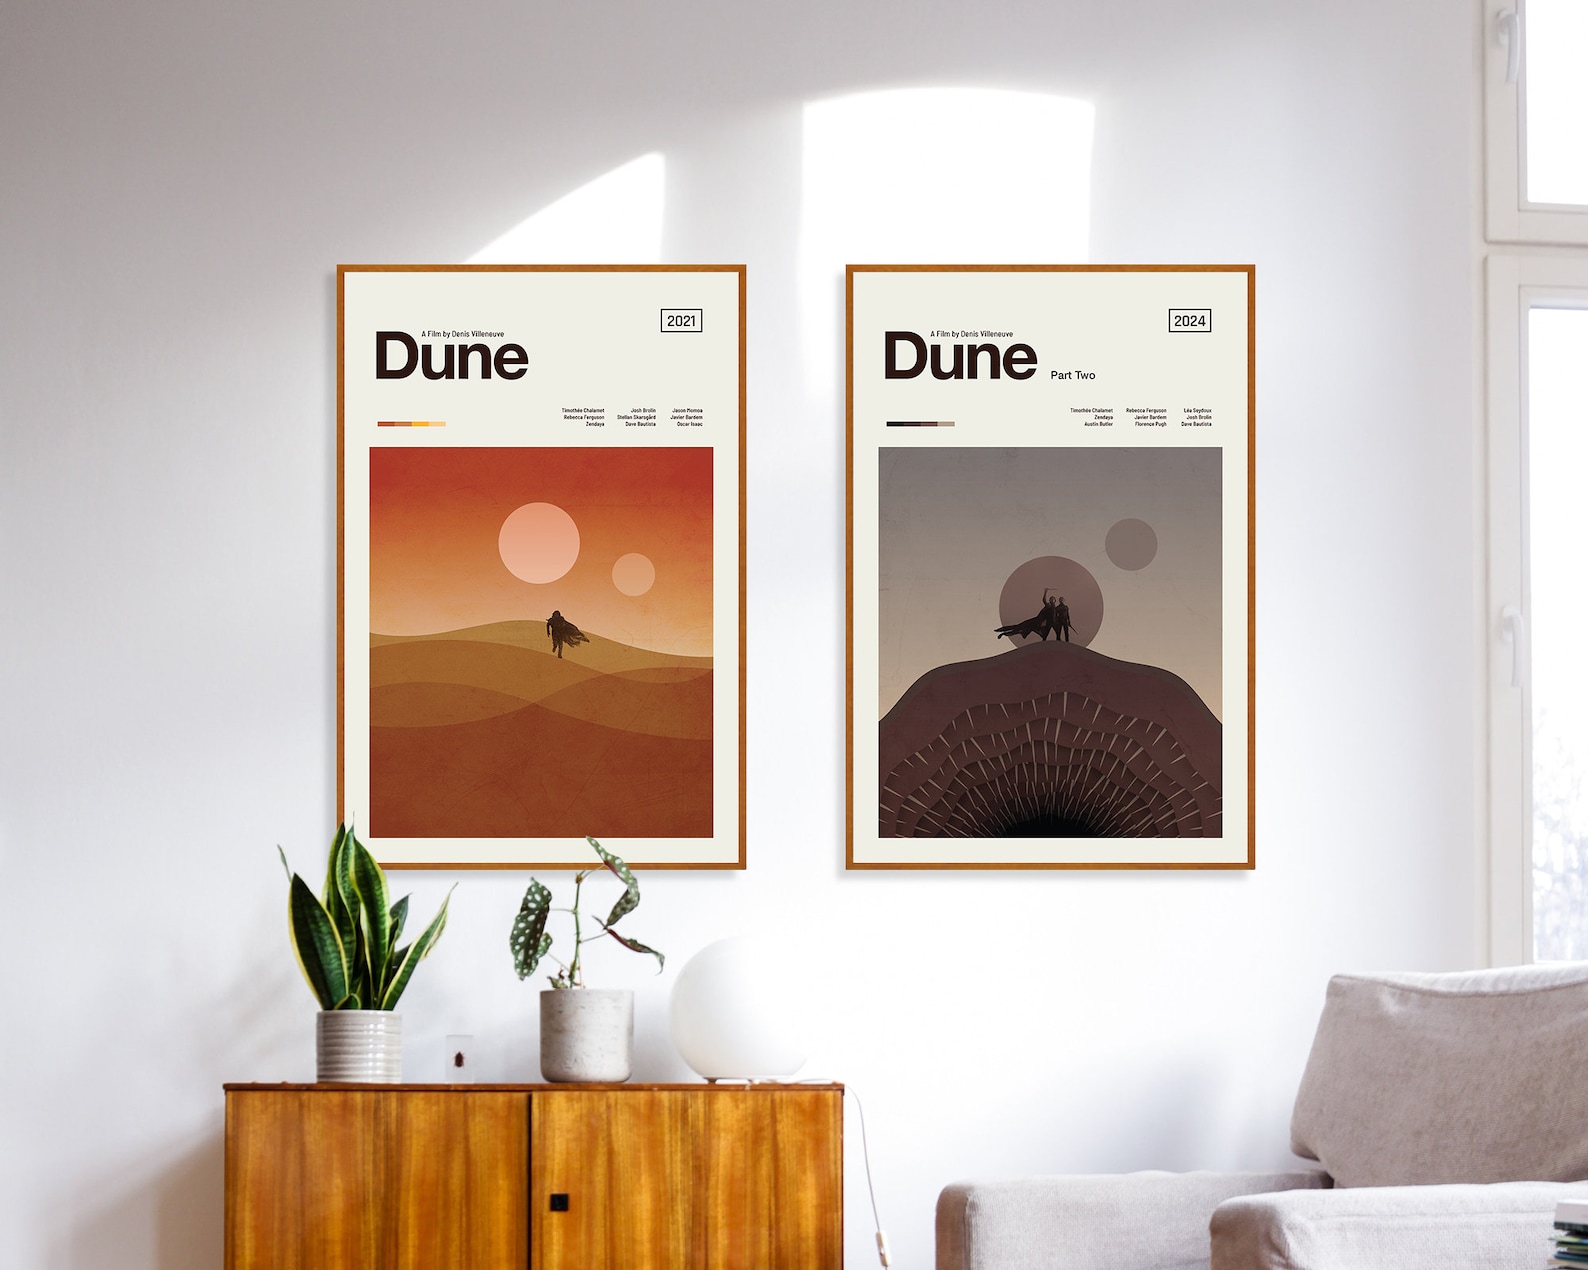 2021
A Film by Denis Villeneuve
Dune
Timothée Chalamet Josh Brolin Jason Momoa
Rebecca Ferguson Stellan Skarsgård Javier Bardem
Zendaya Dave Bautista Oscar Isaac
2024
A Film by Denis Villeneuve
Dune Part Two
Timothée Chalamet Rebecca Ferguson Léa Seydoux
Zendaya Javier Bardem Josh Brolin
Austin Butler Florence Pugh Dave Bautista